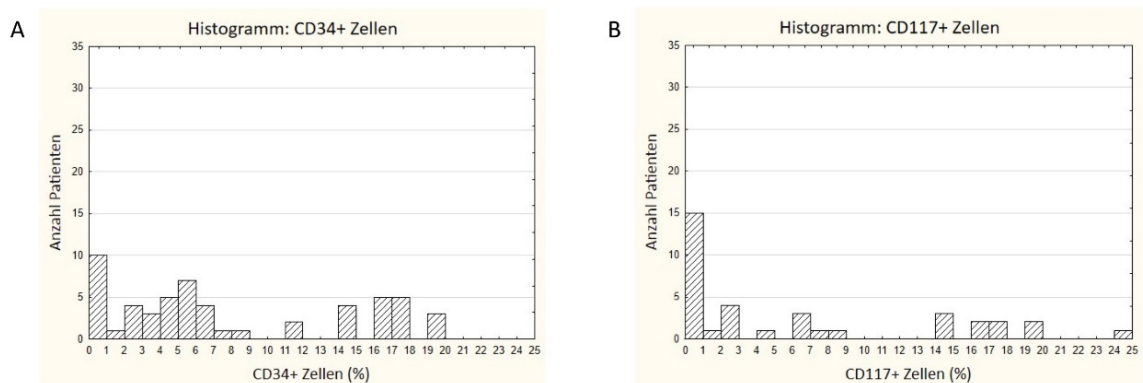 A
Histogramm: CD34+ Zellen
Anzahl Patienten
35
30
25
20
15
10
5
0
0 1 2 3 4 5 6 7 8 9 10 11 12 13 14 15 16 17 18 19 20 21 22 23 24 25
CD34+ Zellen (%)
B
Histogramm: CD117+ Zellen
Anzahl Patienten
35
30
25
20
15
10
5
0
0 1 2 3 4 5 6 7 8 9 10 11 12 13 14 15 16 17 18 19 20 21 22 23 24 25
CD117+ Zellen (%)